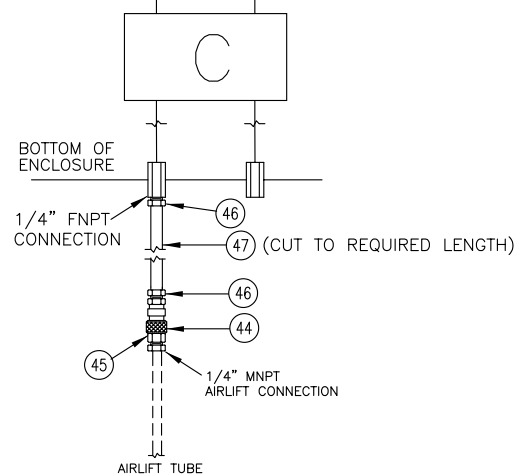 C
BOTTOM OF
ENCLOSURE
1/4" FNPT
CONNECTION
46
47 (CUT TO REQUIRED LENGTH)
46
44
45
1/4" MNPT
AIRLIFT CONNECTION
AIRLIFT TUBE